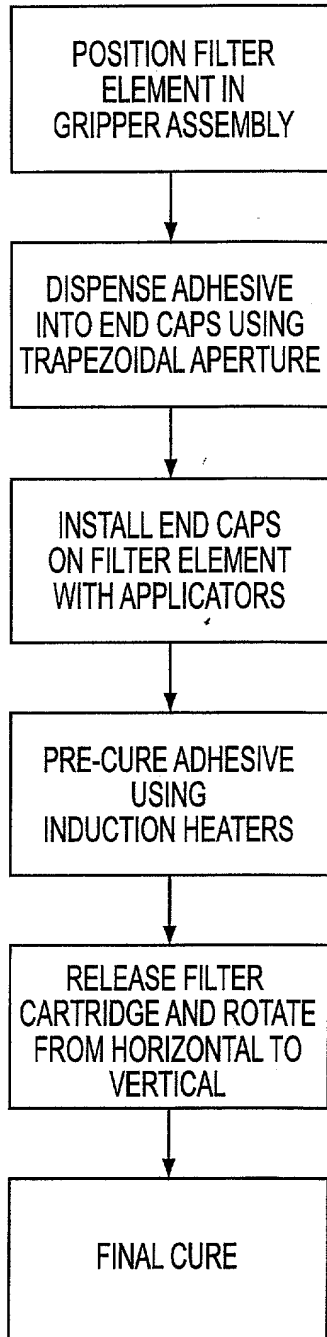 POSITION FILTER
ELEMENT IN
GRIPPER ASSEMBLY
DISPENSE ADHESIVE
INTO END CAPS USING
TRAPEZOIDAL APERTURE
INSTALL END CAPS
ON FILTER ELEMENT
WITH APPLICATORS
PRE-CURE ADHESIVE
USING
INDUCTION HEATERS
RELEASE FILTER
CARTRIDGE AND ROTATE
FROM HORIZONTAL TO
VERTICAL
FINAL CURE